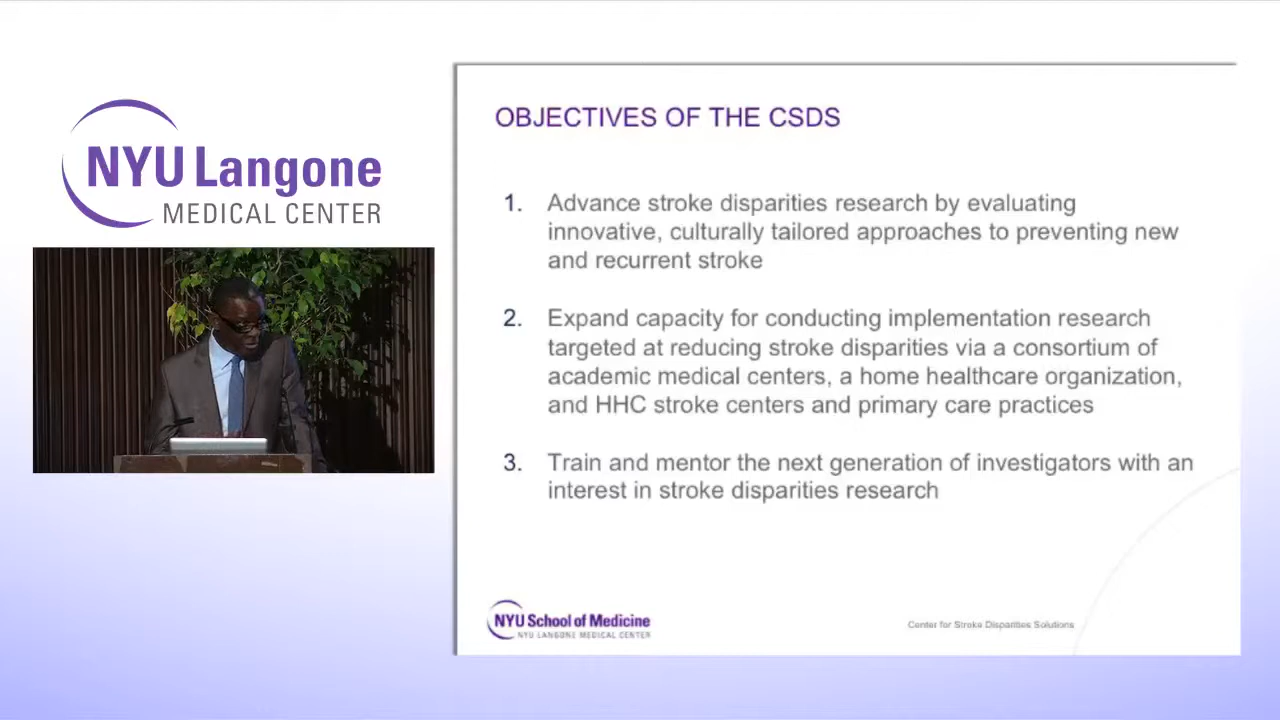 NYU Langone
MEDICAL CENTER
OBJECTIVES OF THE CSDS
1. Advance stroke disparities research by evaluating
innovative, culturally tailored approaches to preventing new
and recurrent stroke
2. Expand capacity for conducting implementation research
targeted at reducing stroke disparities via a consortium of
academic medical centers, a home healthcare organization,
and HHC stroke centers and primary care practices
3. Train and mentor the next generation of investigators with an
interest in stroke disparities research
NYU School of Medicine
NYU LANGONE MEDICAL CENTER
Center for Stroke Disparities Solutions